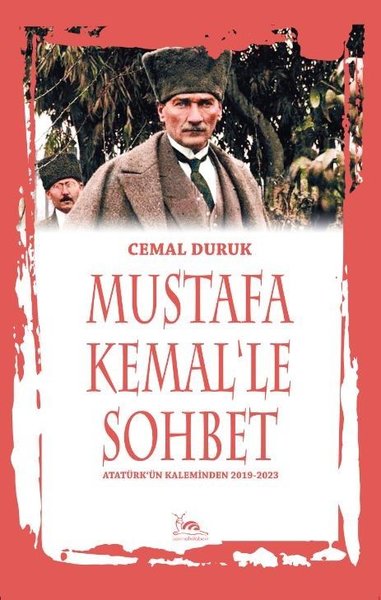 CEMAL DURUK
MUSTAFA
KEMAL'LE
SOHBET
ATATÜRK'ÜN KALEMİNDEN 2019-2023